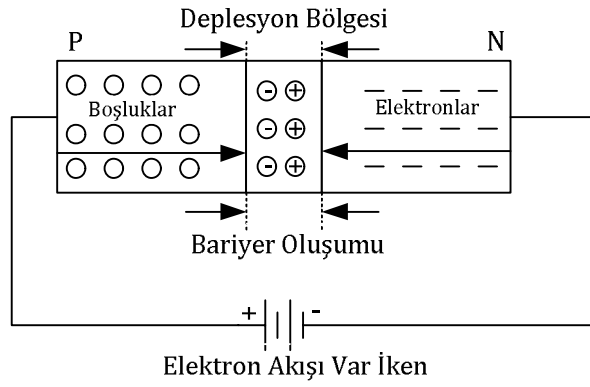 Deplesyon Bölgesi
P N
Boşluklar Elektronlar
- +
- +
- +
Bariyer Oluşumu
+ -
Elektron Akışı Var İken